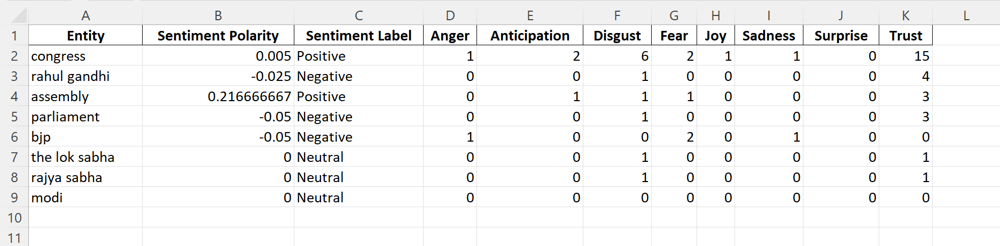 A B C D E F G H I J K L
1 Entity Sentiment Polarity Sentiment Label Anger Anticipation Disgust Fear Joy Sadness Surprise Trust
2 congress 0.005 Positive 1 2 6 2 1 1 0 15
3 rahul gandhi -0.025 Negative 0 0 1 0 0 0 0 4
4 assembly 0.216666667 Positive 0 1 1 1 0 0 0 3
5 parliament -0.05 Negative 0 0 1 0 0 0 0 3
6 bjp -0.05 Negative 1 0 0 2 0 1 0 0
7 the lok sabha 0 Neutral 0 0 1 0 0 0 0 1
8 rajya sabha 0 Neutral 0 0 1 0 0 0 0 1
9 modi 0 Neutral 0 0 0 0 0 0 0 0
10
11